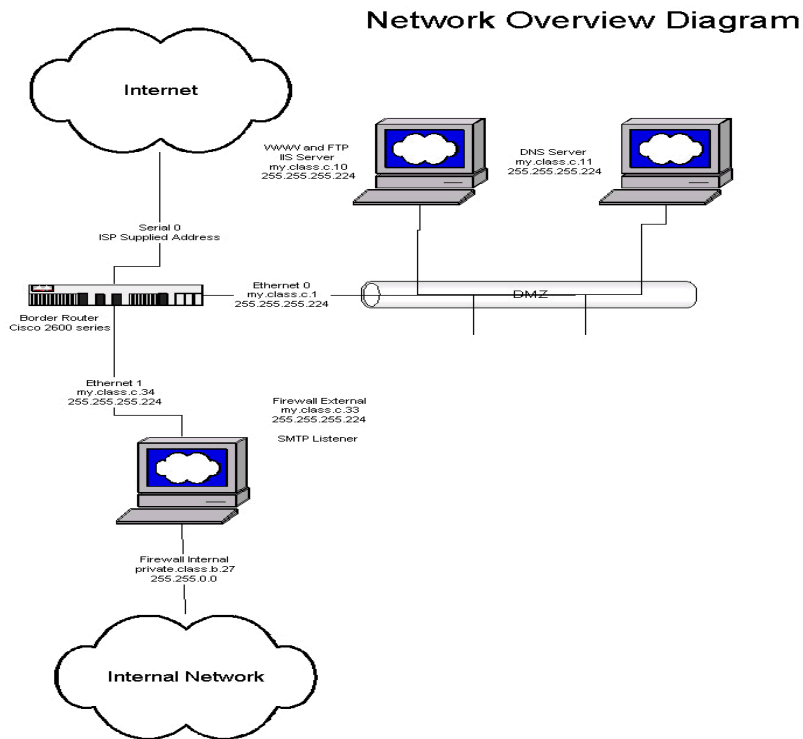 Network Overview Diagram
Internet
WWW and FTP
IIS Server
my.class.c.10
255.255.255.224
DNS Server
my.class.c.11
255.255.255.224
Serial 0
ISP Supplied Address
Ethernet 0
my.class.c.1
255.255.255.224
DMZ
Border Router
Cisco 2600 series
Ethernet 1
my.class.c.34
255.255.255.224
Firewall External
my.class.c.33
255.255.255.224
SMTP Listener
Firewall Internal
private.class.b.27
255.255.0.0
Internal Network